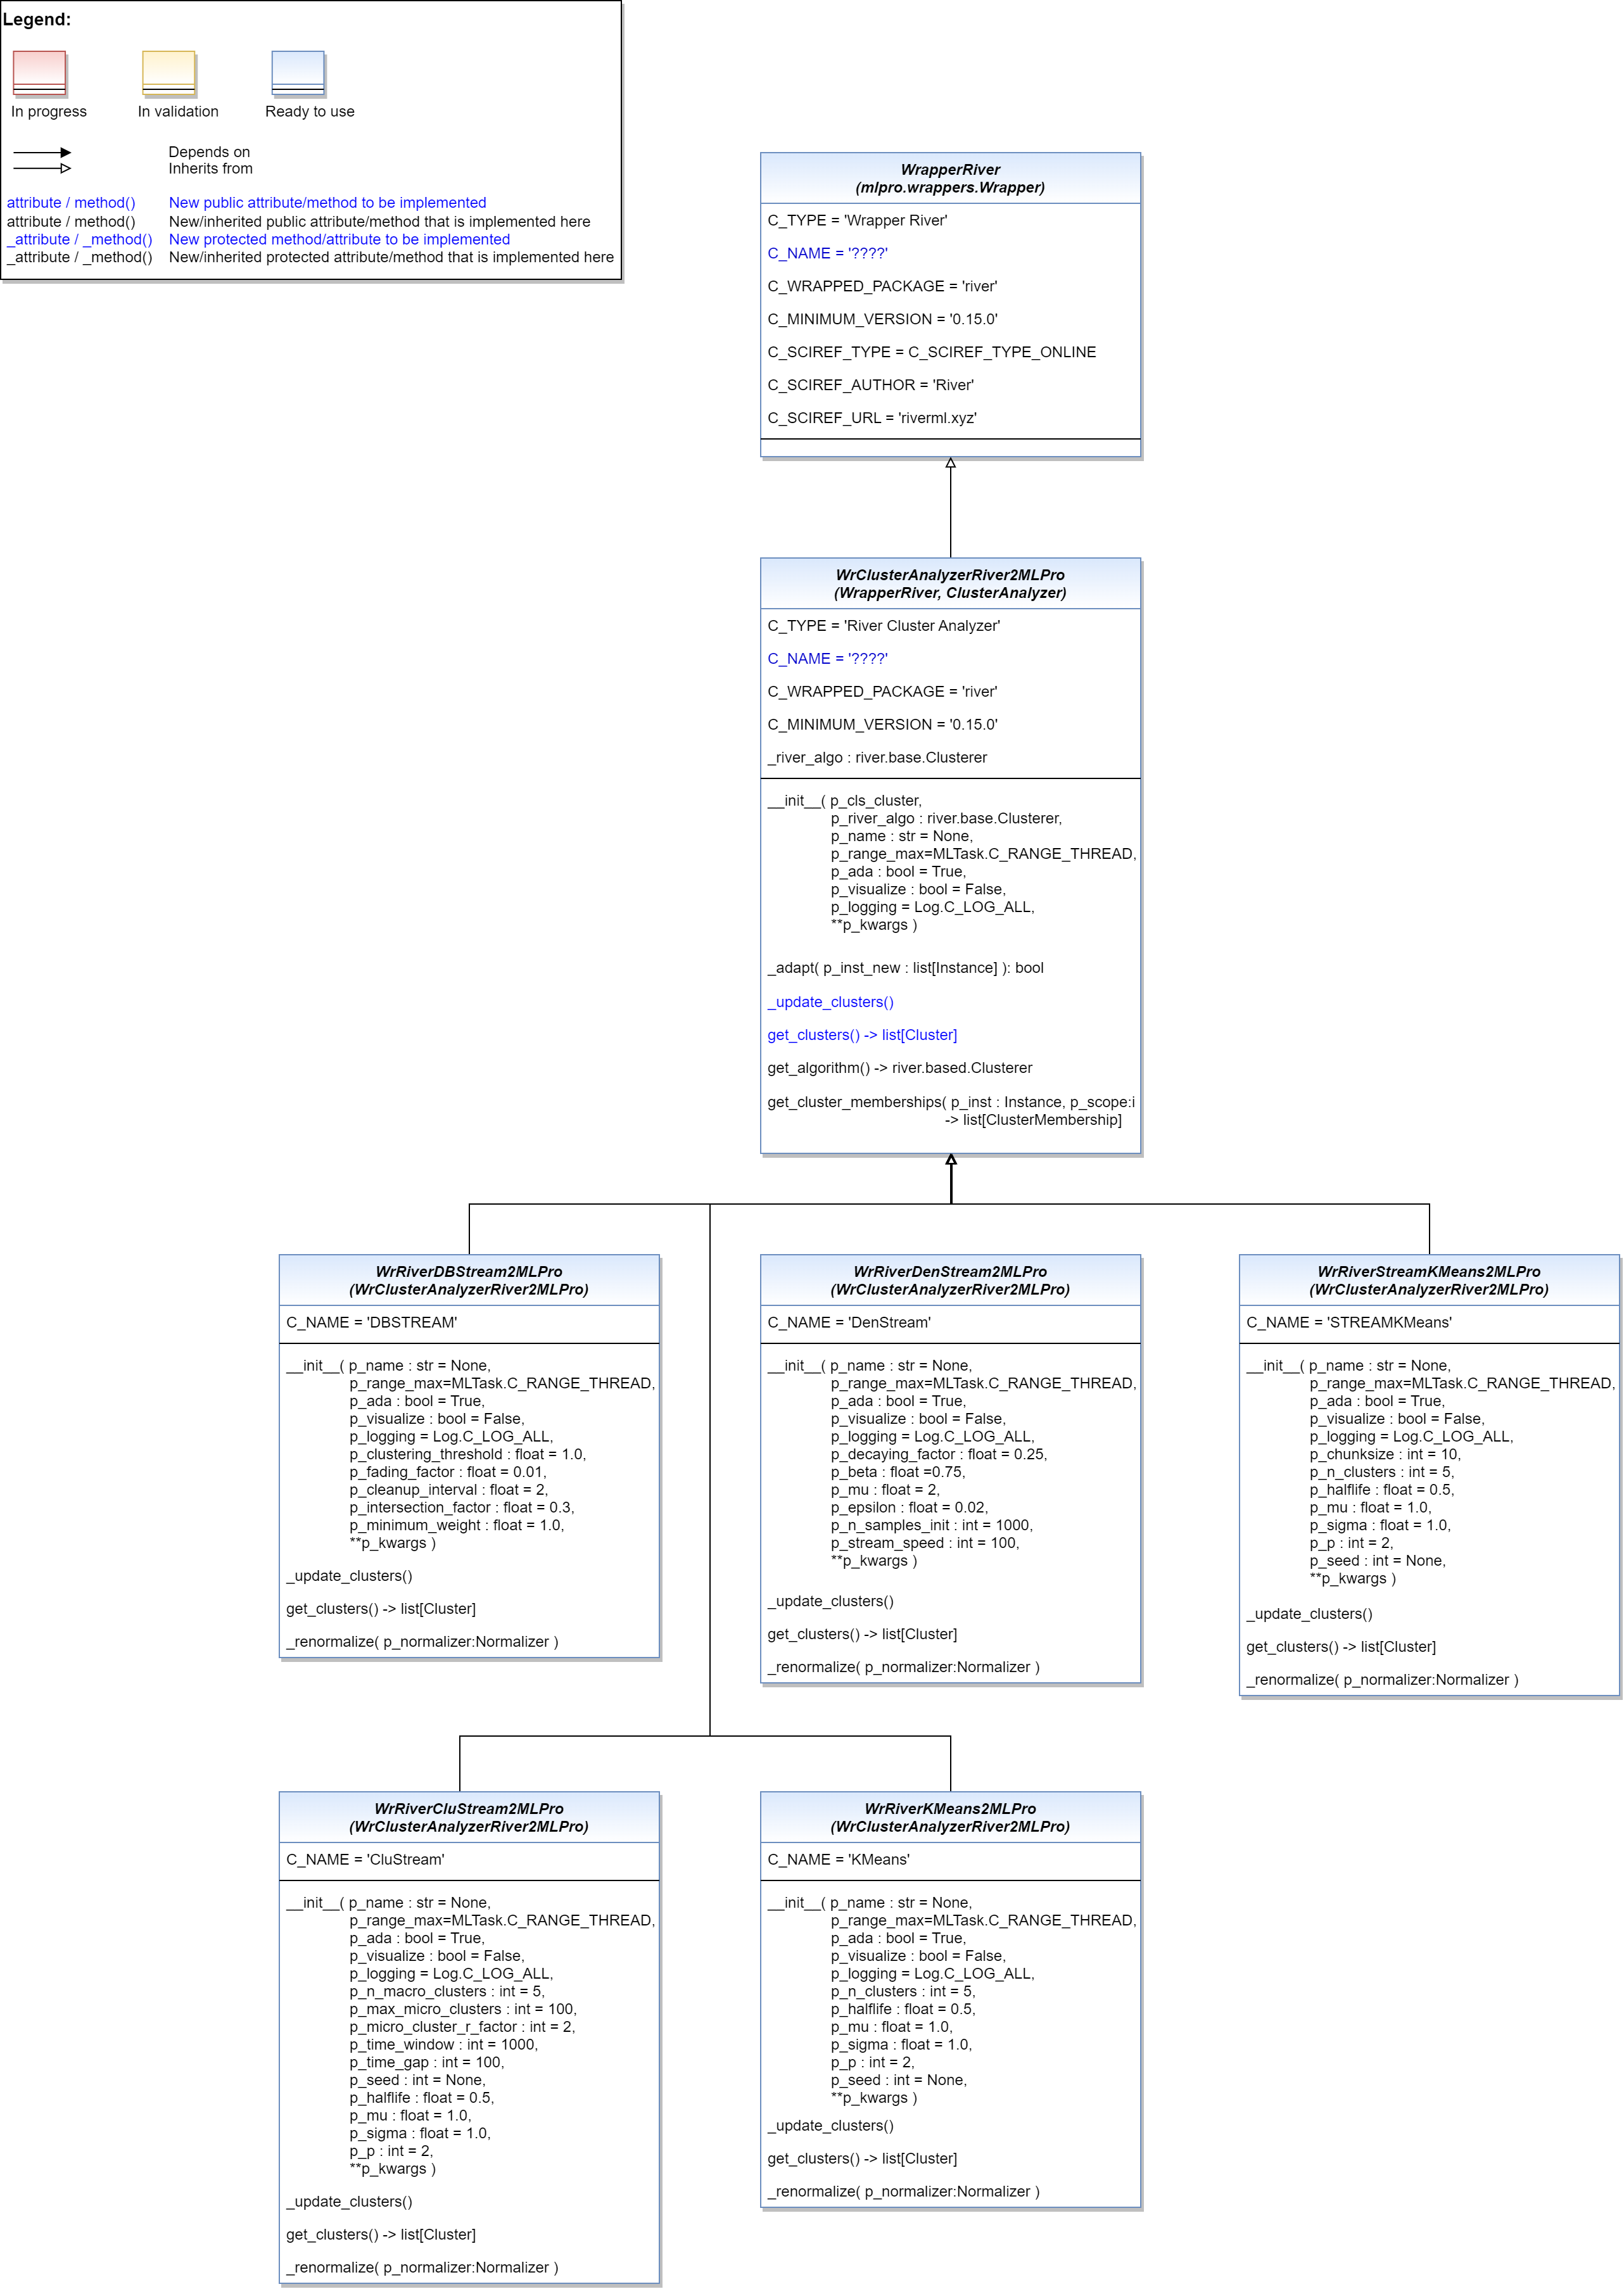 Legend:
In progress
In validation
Ready to use
Depends on
Inherits from
attribute / method() New public attribute/method to be implemented
attribute / method() New/inherited public attribute/method that is implemented here
_attribute / _method() New protected method/attribute to be implemented
_attribute / _method() New/inherited protected attribute/method that is implemented here
WrapperRiver
(mlpro.wrappers.Wrapper)
C_TYPE = 'Wrapper River'
C_NAME = '????'
C_WRAPPED_PACKAGE = 'river'
C_MINIMUM_VERSION = '0.15.0'
C_SCIREF_TYPE = C_SCIREF_TYPE_ONLINE
C_SCIREF_AUTHOR = 'River'
C_SCIREF_URL = 'riverml.xyz'
WrClusterAnalyzerRiver2MLPro
(WrapperRiver, ClusterAnalyzer)
C_TYPE = 'River Cluster Analyzer'
C_NAME = '????'
C_WRAPPED_PACKAGE = 'river'
C_MINIMUM_VERSION = '0.15.0'
_river_algo : river.base.Clusterer
__init__( p_cls_cluster,
p_river_algo : river.base.Clusterer,
p_name : str = None,
p_range_max=MLTask.C_RANGE_THREAD,
p_ada : bool = True,
p_visualize : bool = False,
p_logging = Log.C_LOG_ALL,
**p_kwargs )
_adapt( p_inst_new : list[Instance] ): bool
_update_clusters()
get_clusters() -> list[Cluster]
get_algorithm() -> river.based.Clusterer
get_cluster_memberships( p_inst : Instance, p_scope:i
-> list[ClusterMembership]
WrRiverDBStream2MLPro
(WrClusterAnalyzerRiver2MLPro)
C_NAME = 'DBSTREAM'
__init__( p_name : str = None,
p_range_max=MLTask.C_RANGE_THREAD,
p_ada : bool = True,
p_visualize : bool = False,
p_logging = Log.C_LOG_ALL,
p_clustering_threshold : float = 1.0,
p_fading_factor : float = 0.01,
p_cleanup_interval : float = 2,
p_intersection_factor : float = 0.3,
p_minimum_weight : float = 1.0,
**p_kwargs )
_update_clusters()
get_clusters() -> list[Cluster]
_renormalize( p_normalizer:Normalizer )
WrRiverDenStream2MLPro
(WrClusterAnalyzerRiver2MLPro)
C_NAME = 'DenStream'
__init__( p_name : str = None,
p_range_max=MLTask.C_RANGE_THREAD,
p_ada : bool = True,
p_visualize : bool = False,
p_logging = Log.C_LOG_ALL,
p_decaying_factor : float = 0.25,
p_beta : float =0.75,
p_mu : float = 2,
p_epsilon : float = 0.02,
p_n_samples_init : int = 1000,
p_stream_speed : int = 100,
**p_kwargs )
_update_clusters()
get_clusters() -> list[Cluster]
_renormalize( p_normalizer:Normalizer )
WrRiverStreamKMeans2MLPro
(WrClusterAnalyzerRiver2MLPro)
C_NAME = 'STREAMKMeans'
__init__( p_name : str = None,
p_range_max=MLTask.C_RANGE_THREAD,
p_ada : bool = True,
p_visualize : bool = False,
p_logging = Log.C_LOG_ALL,
p_chunksize : int = 10,
p_n_clusters : int = 5,
p_halflife : float = 0.5,
p_mu : float = 1.0,
p_sigma : float = 1.0,
p_p : int = 2,
p_seed : int = None,
**p_kwargs )
_update_clusters()
get_clusters() -> list[Cluster]
_renormalize( p_normalizer:Normalizer )
WrRiverCluStream2MLPro
(WrClusterAnalyzerRiver2MLPro)
C_NAME = 'CluStream'
__init__( p_name : str = None,
p_range_max=MLTask.C_RANGE_THREAD,
p_ada : bool = True,
p_visualize : bool = False,
p_logging = Log.C_LOG_ALL,
p_n_macro_clusters : int = 5,
p_max_micro_clusters : int = 100,
p_micro_cluster_r_factor : int = 2,
p_time_window : int = 1000,
p_time_gap : int = 100,
p_seed : int = None,
p_halflife : float = 0.5,
p_mu : float = 1.0,
p_sigma : float = 1.0,
p_p : int = 2,
**p_kwargs )
_update_clusters()
get_clusters() -> list[Cluster]
_renormalize( p_normalizer:Normalizer )
WrRiverKMeans2MLPro
(WrClusterAnalyzerRiver2MLPro)
C_NAME = 'KMeans'
__init__( p_name : str = None,
p_range_max=MLTask.C_RANGE_THREAD,
p_ada : bool = True,
p_visualize : bool = False,
p_logging = Log.C_LOG_ALL,
p_n_clusters : int = 5,
p_halflife : float = 0.5,
p_mu : float = 1.0,
p_sigma : float = 1.0,
p_p : int = 2,
p_seed : int = None,
**p_kwargs )
_update_clusters()
get_clusters() -> list[Cluster]
_renormalize( p_normalizer:Normalizer )